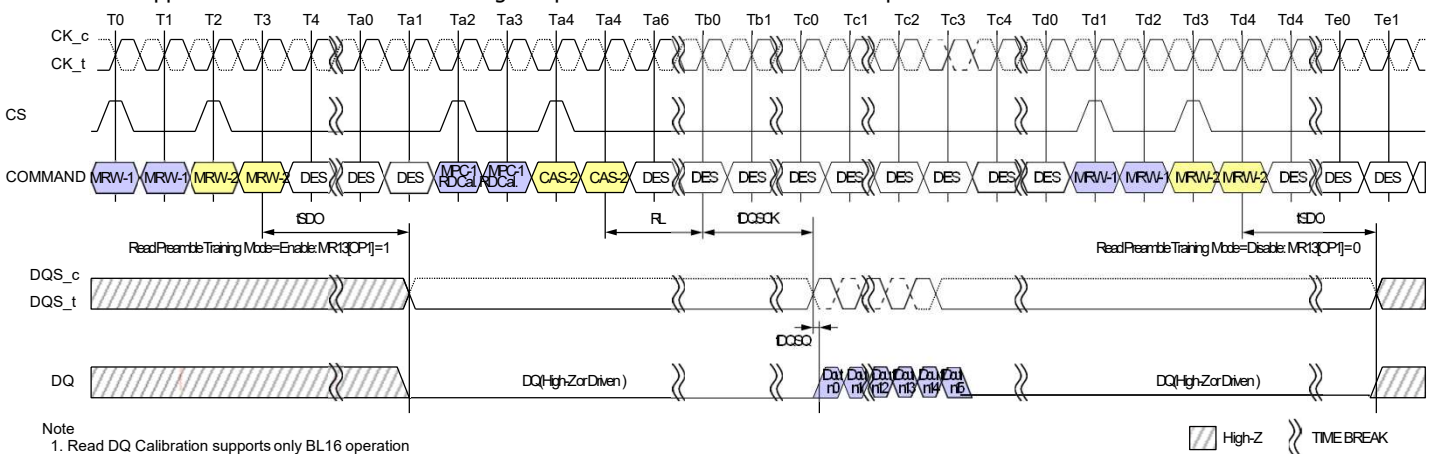 T0 T1 T2 T3 T4 Ta0 Ta1 Ta2 Ta3 Ta4 Ta4 Ta6 Tb0 Tb1 Tc0 Tc1 Tc2 Tc3 Tc4 Td0 Td1 Td2 Td3 Td4 Td4 Te0 Te1
CK_c
CK_t
CS
COMMAND MRW-1 MRW-1 MRW-2 MRW-2 DES DES DES MPC-1 RDCal. MPC-1 RDCal. CAS-2 CAS-2 DES DES DES DES DES DES DES DES DES MRW-1 MRW-1 MRW-2 MRW-2 DES DES DES
tSDO RL tDQSCK tSDO
Read Preamble Training Mode=Enable: MR13[OP1]=1 Read Preamble Training Mode=Disable: MR13[OP1]=0
DQS_c
DQS_t
tDQSQ
DQ DQ(High-Z or Driven) Dout n0 Dout n1 Dout n12 Dout n13 Dout n14 Dout n15 DQ(High-Z or Driven)
Note
1. Read DQ Calibration supports only BL16 operation
High-Z TIME BREAK